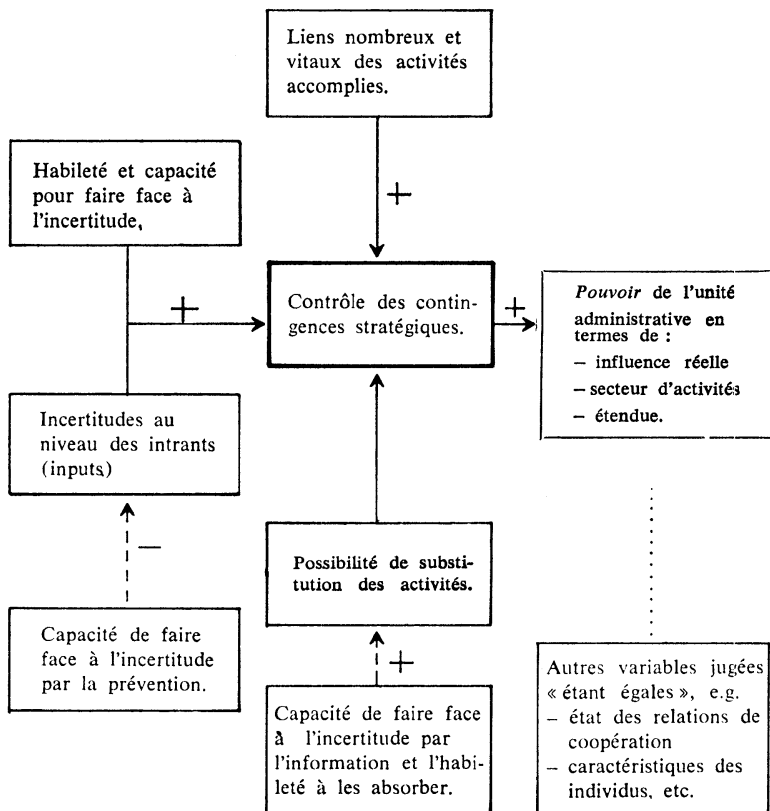 Liens nombreux et
vitaux des activités
accomplies.
Habileté et capacité
pour faire face à
l'incertitude,
+
+
Contrôle des contin-
gences stratégiques.
+
Pouvoir de l'unité
administrative en
termes de :
– influence réelle
– secteur d'activités
– étendue.
Incertitudes au
niveau des intrants
(inputs)
—
Possibilité de substi-
tution des activités.
Capacité de faire
face à l'incertitude
par la prévention.
+
Capacité de faire face
à l'incertitude par
l'information et l'habi-
leté à les absorber.
Autres variables jugées
« étant égales », e.g.
– état des relations de
coopération
– caractéristiques des
individus, etc.